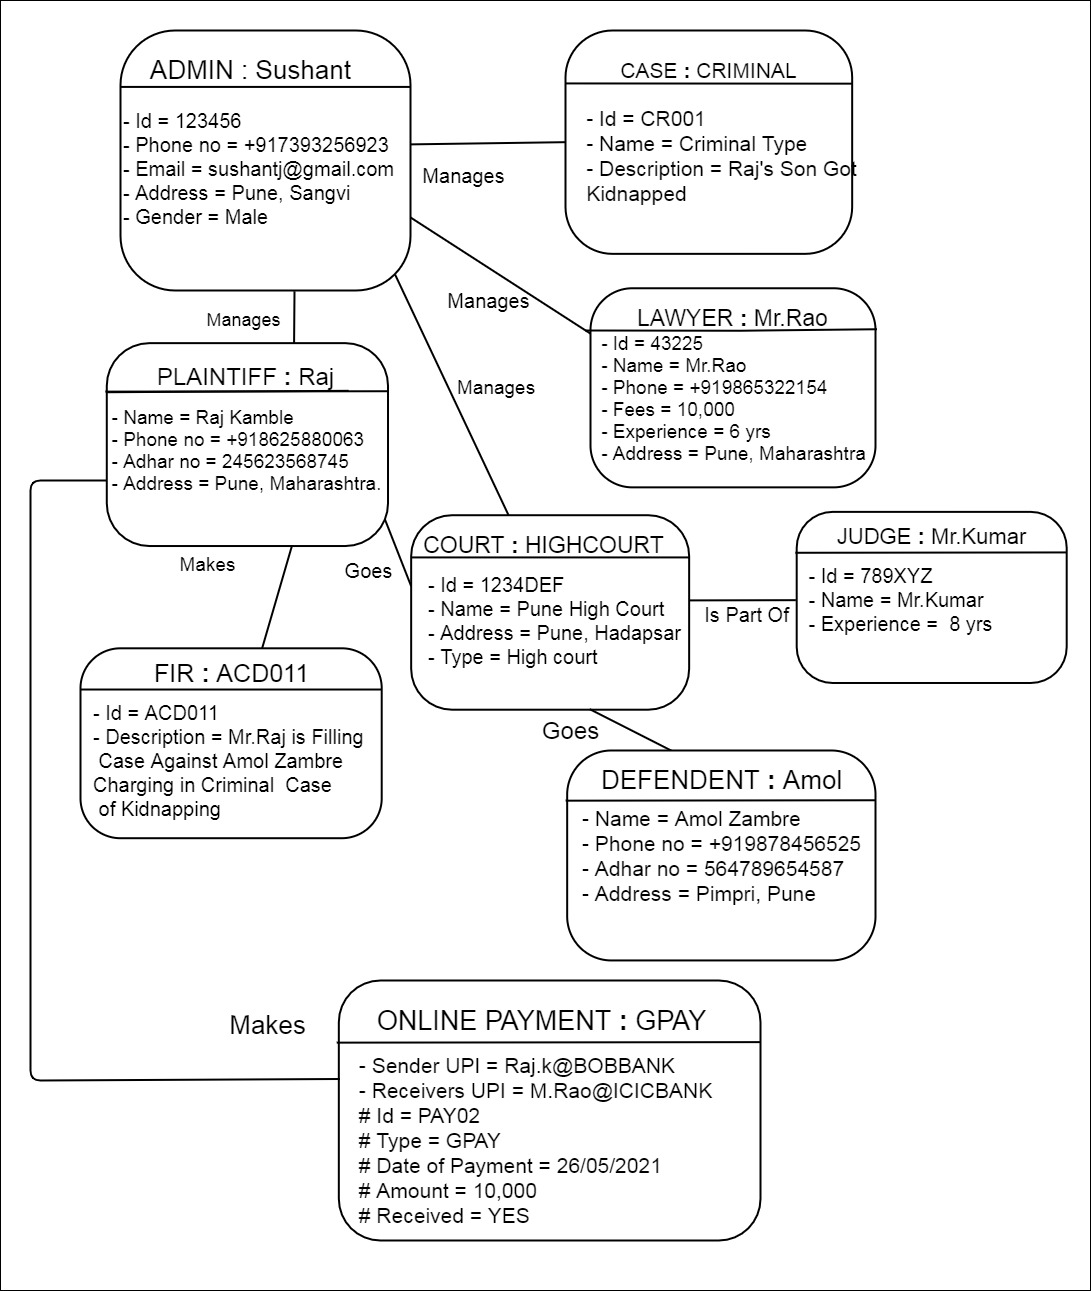 ADMIN : Sushant
- Id = 123456
- Phone no = +917393256923
- Email = sushantj@gmail.com
- Address = Pune, Sangvi
- Gender = Male
CASE : CRIMINAL
- Id = CR001
- Name = Criminal Type
- Description = Raj's Son Got
Kidnapped
Manages
Manages
Manages
Manages
LAWYER : Mr.Rao
- Id = 43225
- Name = Mr.Rao
- Phone = +919865322154
- Fees = 10,000
- Experience = 6 yrs
- Address = Pune, Maharashtra
PLAINTIFF : Raj
- Name = Raj Kamble
- Phone no = +918625880063
- Adhar no = 245623568745
- Address = Pune, Maharashtra.
Makes
Goes
COURT : HIGHCOURT
- Id = 1234DEF
- Name = Pune High Court
- Address = Pune, Hadapsar
- Type = High court
Is Part Of
JUDGE : Mr.Kumar
- Id = 789XYZ
- Name = Mr.Kumar
- Experience =  8 yrs
FIR : ACD011
- Id = ACD011
- Description = Mr.Raj is Filling
Case Against Amol Zambre
Charging in Criminal  Case
of Kidnapping
Goes
DEFENDENT : Amol
- Name = Amol Zambre
- Phone no = +919878456525
- Adhar no = 564789654587
- Address = Pimpri, Pune
Makes
ONLINE PAYMENT : GPAY
- Sender UPI = Raj.k@BOBBANK
- Receivers UPI = M.Rao@ICICBANK
# Id = PAY02
# Type = GPAY
# Date of Payment = 26/05/2021
# Amount = 10,000
# Received = YES